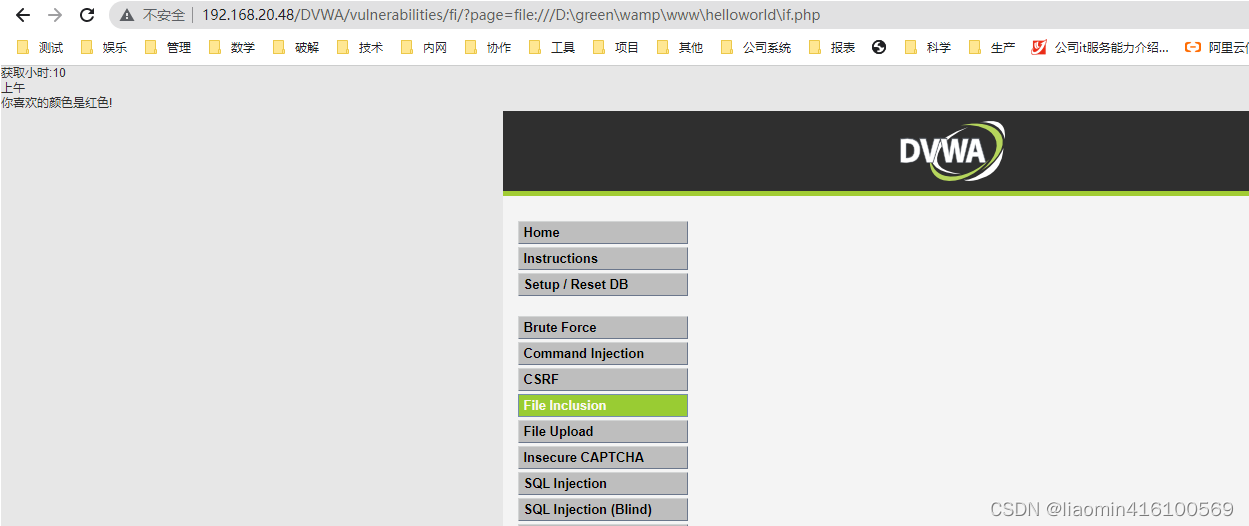 不安全 192.168.20.48/DVWA/vulnerabilities/fi/?page=file:///D:\green\wamp\www\helloworld\if.php
测试 娱乐 管理 数学 破解 技术 内网 协作 工具 项目 其他 公司系统 报表 科学 生产 公司it服务能力介绍... 阿里云
获取小时:10
上午
你喜欢的颜色是红色!
DVWA
Home
Instructions
Setup / Reset DB
Brute Force
Command Injection
CSRF
File Inclusion
File Upload
Insecure CAPTCHA
SQL Injection
SQL Injection (Blind)
CSDN @liaomin416100569